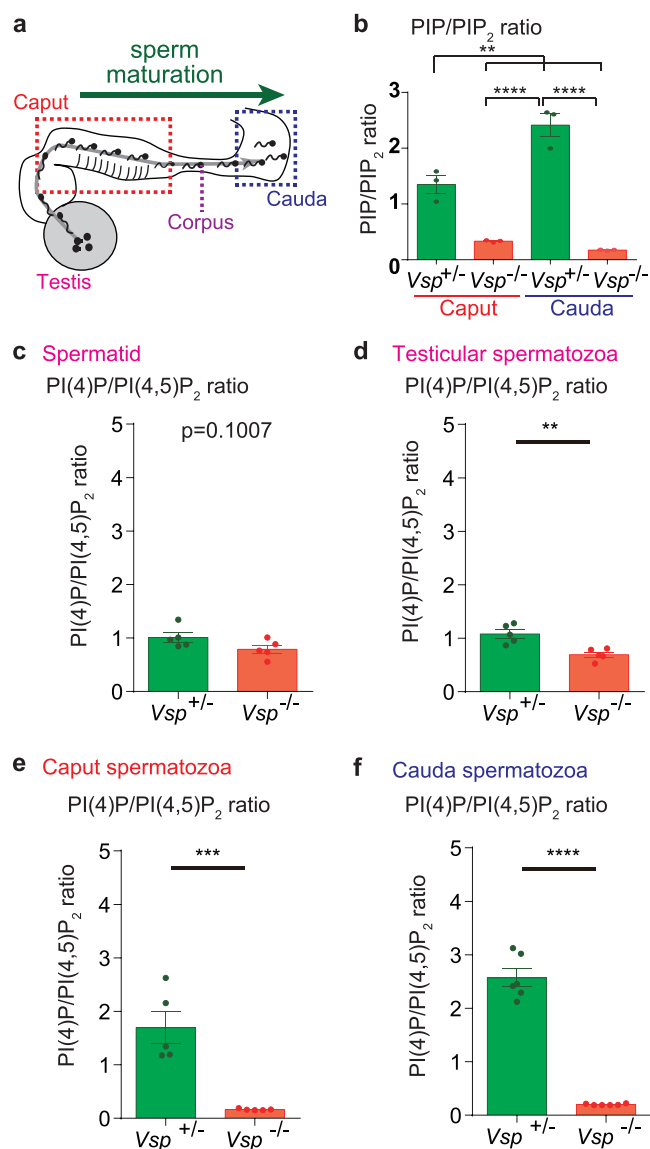 a
sperm
maturation
Caput
Corpus
Cauda
Testis
b
PIP/PIP2 ratio
**
**** ****
PIP/PIP2 ratio
3
2
1
0
Vsp+/- Vsp-/- Vsp+/- Vsp-/-
Caput Cauda
c Spermatid
PI(4)P/PI(4,5)P2 ratio
p=0.1007
PI(4)P/PI(4,5)P2 ratio
5
4
3
2
1
0
Vsp+/- Vsp-/-
d Testicular spermatozoa
PI(4)P/PI(4,5)P2 ratio
**
PI(4)P/PI(4,5)P2 ratio
5
4
3
2
1
0
Vsp+/- Vsp-/-
e Caput spermatozoa
PI(4)P/PI(4,5)P2 ratio
***
PI(4)P/PI(4,5)P2 ratio
5
4
3
2
1
0
Vsp +/- Vsp -/-
f Cauda spermatozoa
PI(4)P/PI(4,5)P2 ratio
****
PI(4)P/PI(4,5)P2 ratio
5
4
3
2
1
0
Vsp +/- Vsp -/-